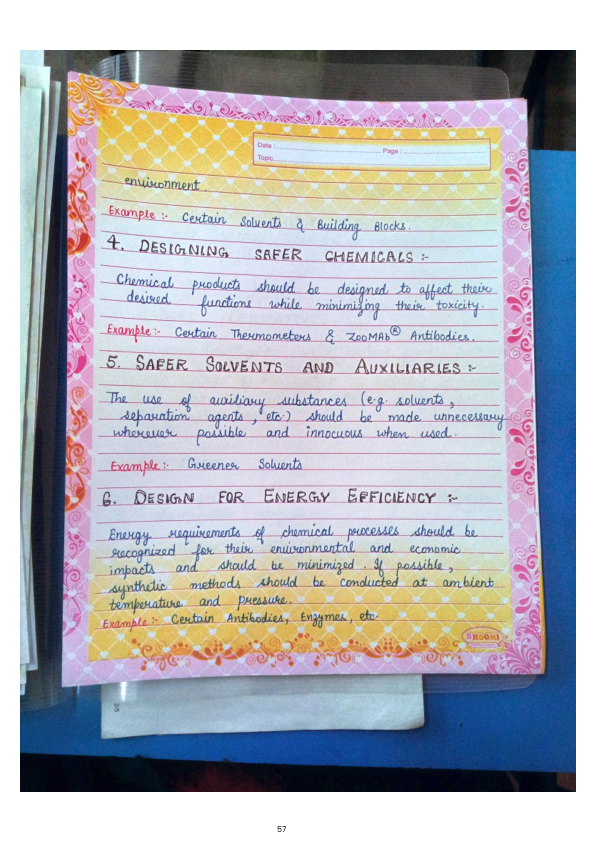 Date :
Page :
Topic
environment
Example :- Certain Solvents & Building Blocks.
4. DESIGNING SAFER CHEMICALS :-
Chemical products should be designed to affect their
desired functions while minimizing their toxicity.
Example :- Certain Thermometers & ZooMAb® Antibodies.
5. SAFER SOLVENTS AND AUXILIARIES :-
The use of auxiliary substances (e.g. solvents,
separation agents, etc.) should be made unnecessary
wherever possible and innocuous when used.
Example :- Greener Solvents
6. DESIGN FOR ENERGY EFFICIENCY :-
Energy requirements of chemical processes should be
recognized for their environmental and economic
impacts and should be minimized. If possible,
synthetic methods should be conducted at ambient
temperature and pressure.
Example :- Certain Antibodies, Enzymes, etc.
BHOOMI
57